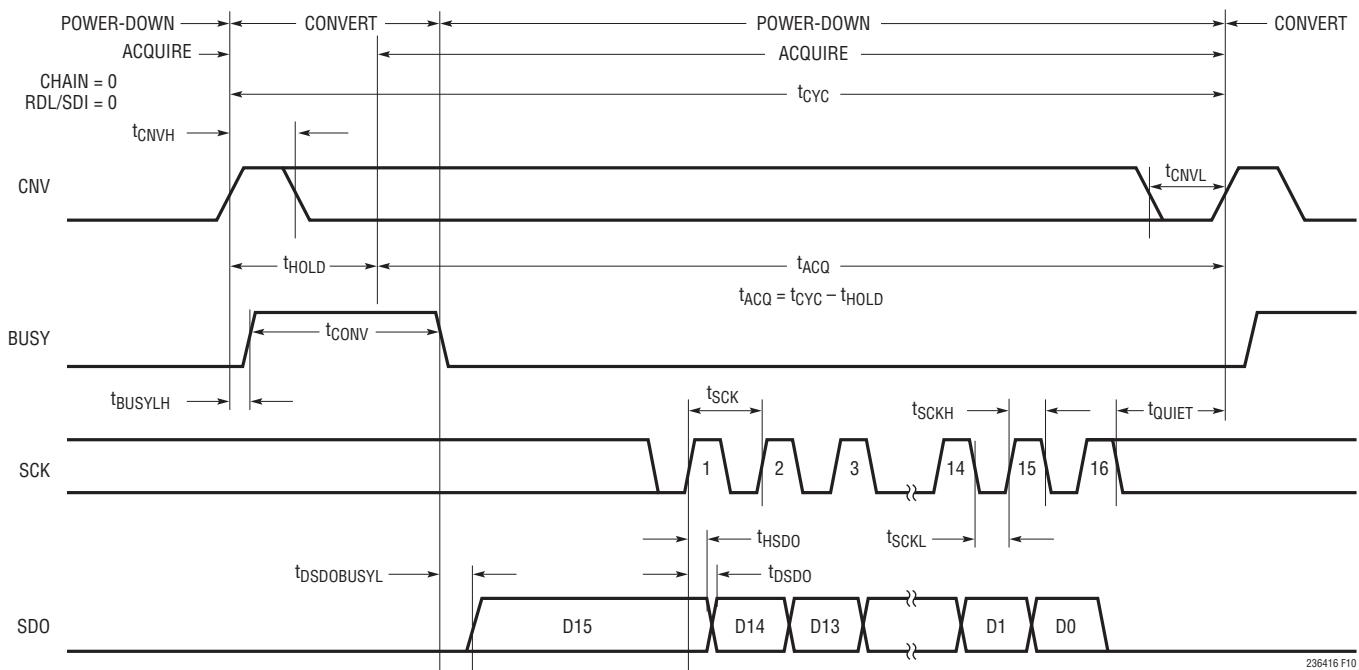 POWER-DOWN CONVERT POWER-DOWN CONVERT
ACQUIRE ACQUIRE
CHAIN = 0
RDL/SDI = 0
tCYC
tCNVH
CNV
tCNVL
tHOLD tACQ
tACQ = tCYC – tHOLD
BUSY
tCONV
tBUSYLH
tSCK tSCKH tQUIET
SCK 1 2 3 14 15 16
tHSDO tSCKL
tDSDOBUSYL tDSDO
SDO D15 D14 D13 D1 D0
236416 F10